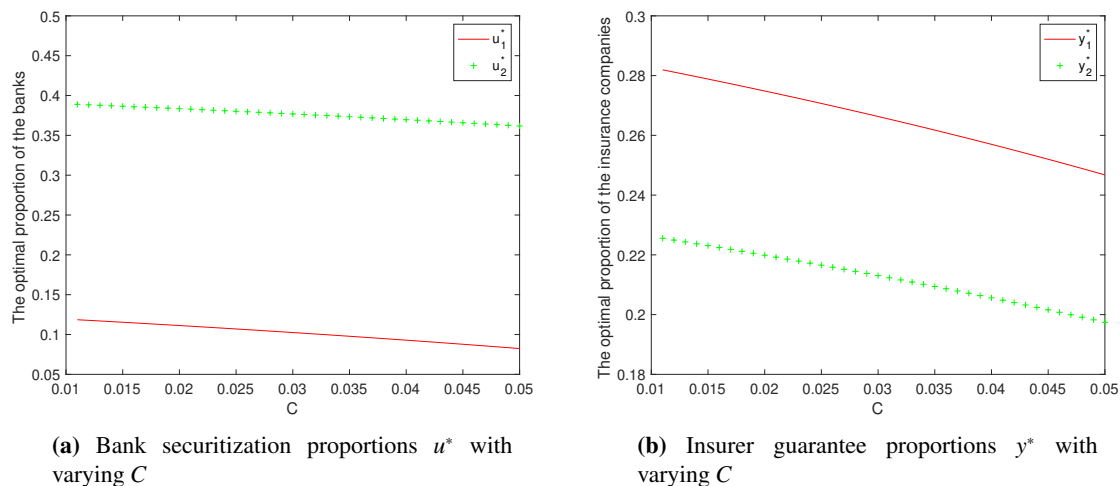 0.5
0.45
0.4
0.35
0.3
0.25
0.2
0.15
0.1
0.05
The optimal proportion of the banks
u₁*
u₂*
0.01 0.015 0.02 0.025 0.03 0.035 0.04 0.045 0.05
C
(a) Bank securitization proportions u* with
varying C
0.3
0.28
0.26
0.24
0.22
0.2
0.18
The optimal proportion of the insurance companies
y₁*
y₂*
0.01 0.015 0.02 0.025 0.03 0.035 0.04 0.045 0.05
C
(b) Insurer guarantee proportions y* with
varying C